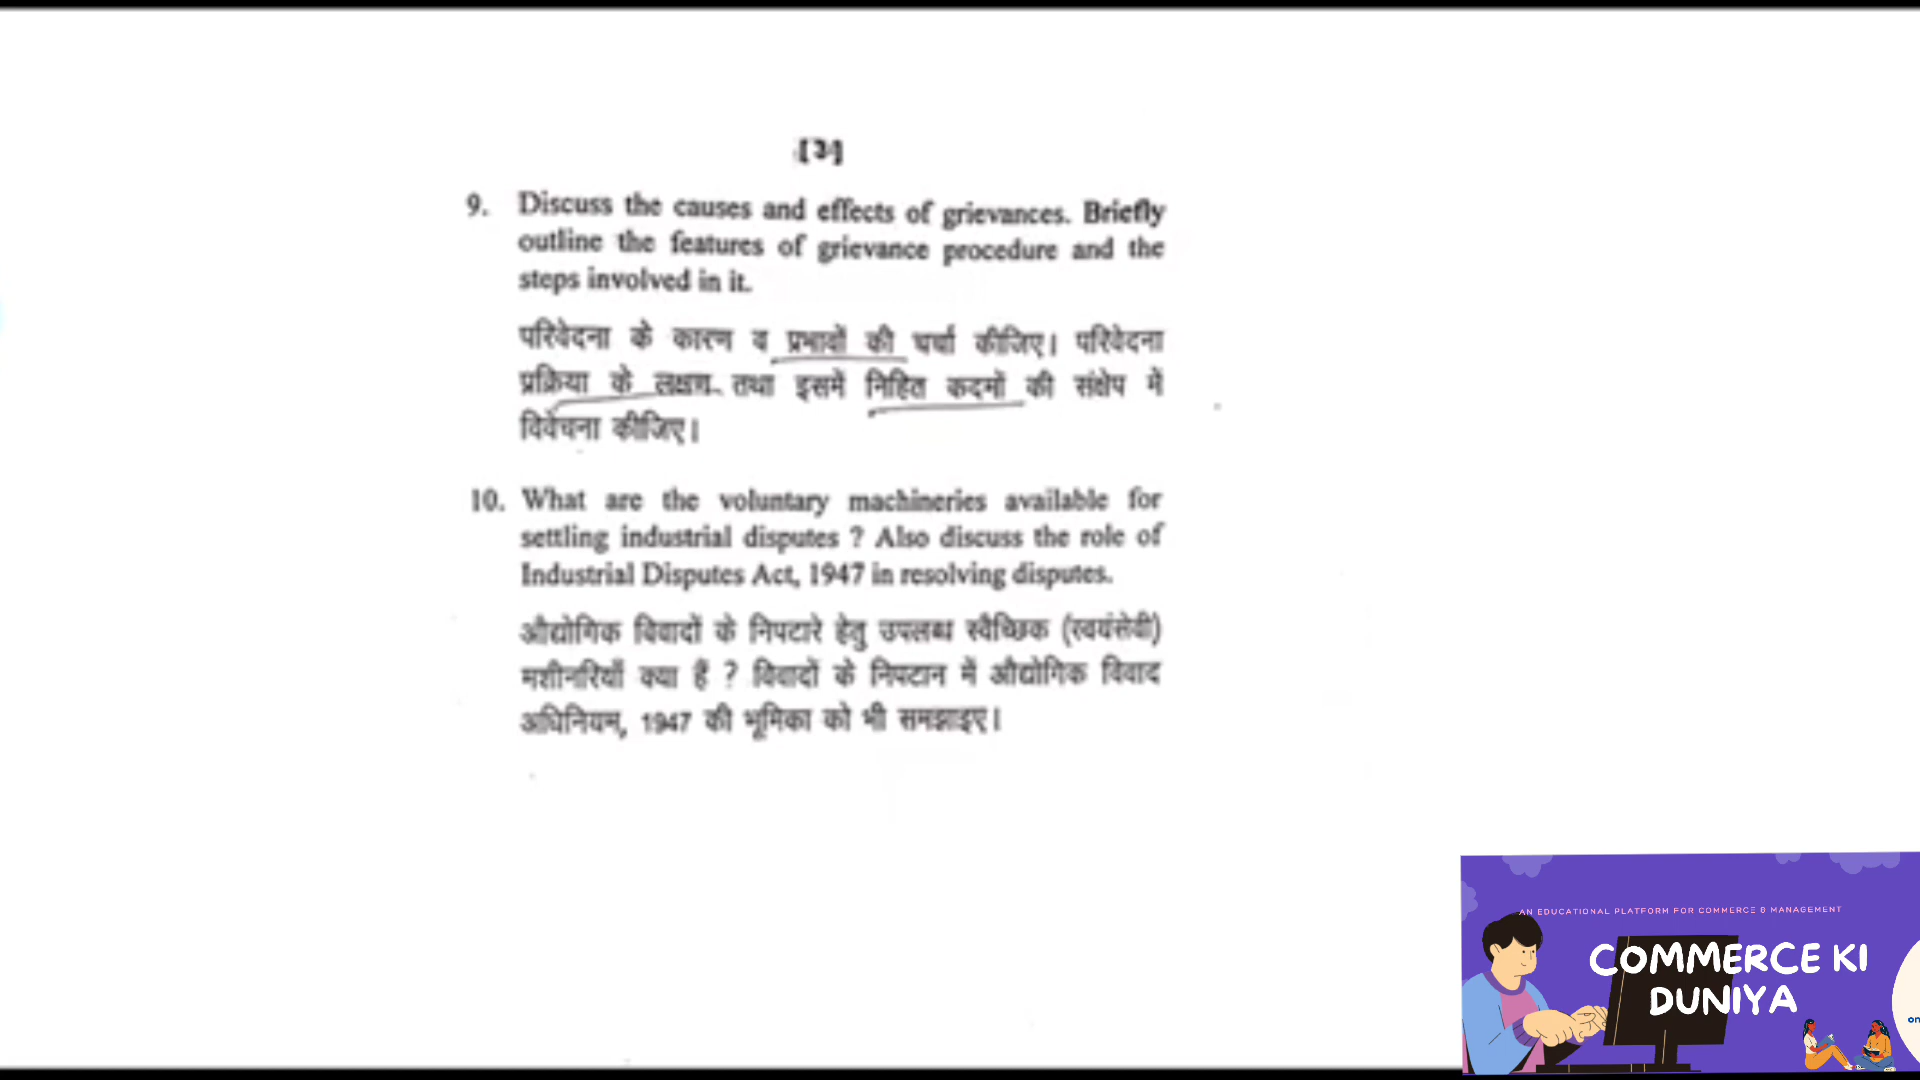 [3]
9. Discuss the causes and effects of grievances. Briefly
outline the features of grievance procedure and the
steps involved in it.
परिवेदना के कारण व प्रभावों की चर्चा कीजिए। परिवेदना
प्रक्रिया के लक्षण तथा इसमें निहित कदमों की संक्षेप में
विवेचना कीजिए।
10. What are the voluntary machineries available for
settling industrial disputes ? Also discuss the role of
Industrial Disputes Act, 1947 in resolving disputes.
औद्योगिक विवादों के निपटारे हेतु उपलब्ध स्वैच्छिक (स्वयंसेवी)
मशीनरियाँ क्या हैं ? विवादों के निपटान में औद्योगिक विवाद
अधिनियम, 1947 की भूमिका को भी समझाइए।
AN EDUCATIONAL PLATFORM FOR COMMERCE & MANAGEMENT
COMMERCE KI
DUNIYA
on